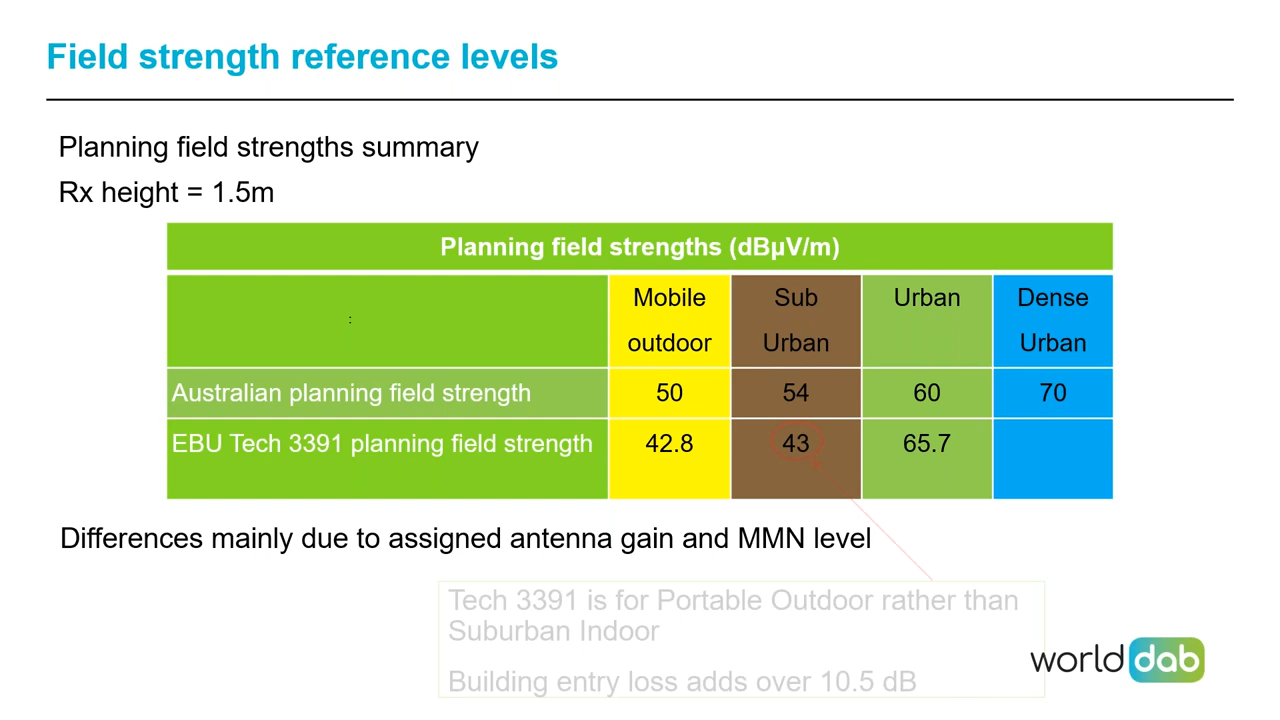 Field strength reference levels
Planning field strengths summary
Rx height = 1.5m
Planning field strengths (dBµV/m)
:
Mobile outdoor
Sub Urban
Urban
Dense Urban
Australian planning field strength 50 54 60 70
EBU Tech 3391 planning field strength 42.8 43 65.7
Differences mainly due to assigned antenna gain and MMN level
Tech 3391 is for Portable Outdoor rather than
Suburban Indoor
Building entry loss adds over 10.5 dB
world dab